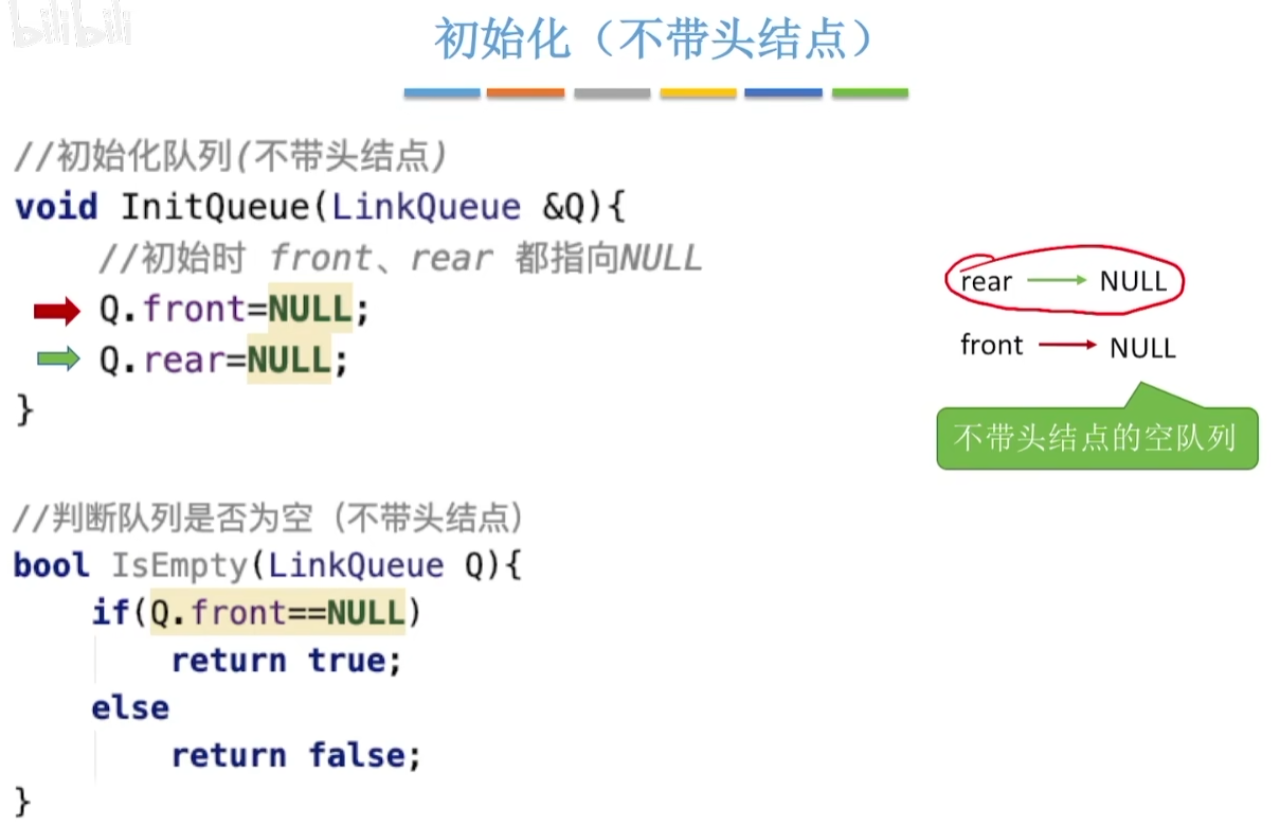 bilibili
初始化（不带头结点）
//初始化队列(不带头结点)
void InitQueue(LinkQueue &Q){
//初始时 front、rear 都指向NULL
Q.front=NULL;
Q.rear=NULL;
}
rear NULL
front NULL
不带头结点的空队列
//判断队列是否为空（不带头结点）
bool IsEmpty(LinkQueue Q){
if(Q.front==NULL)
return true;
else
return false;
}